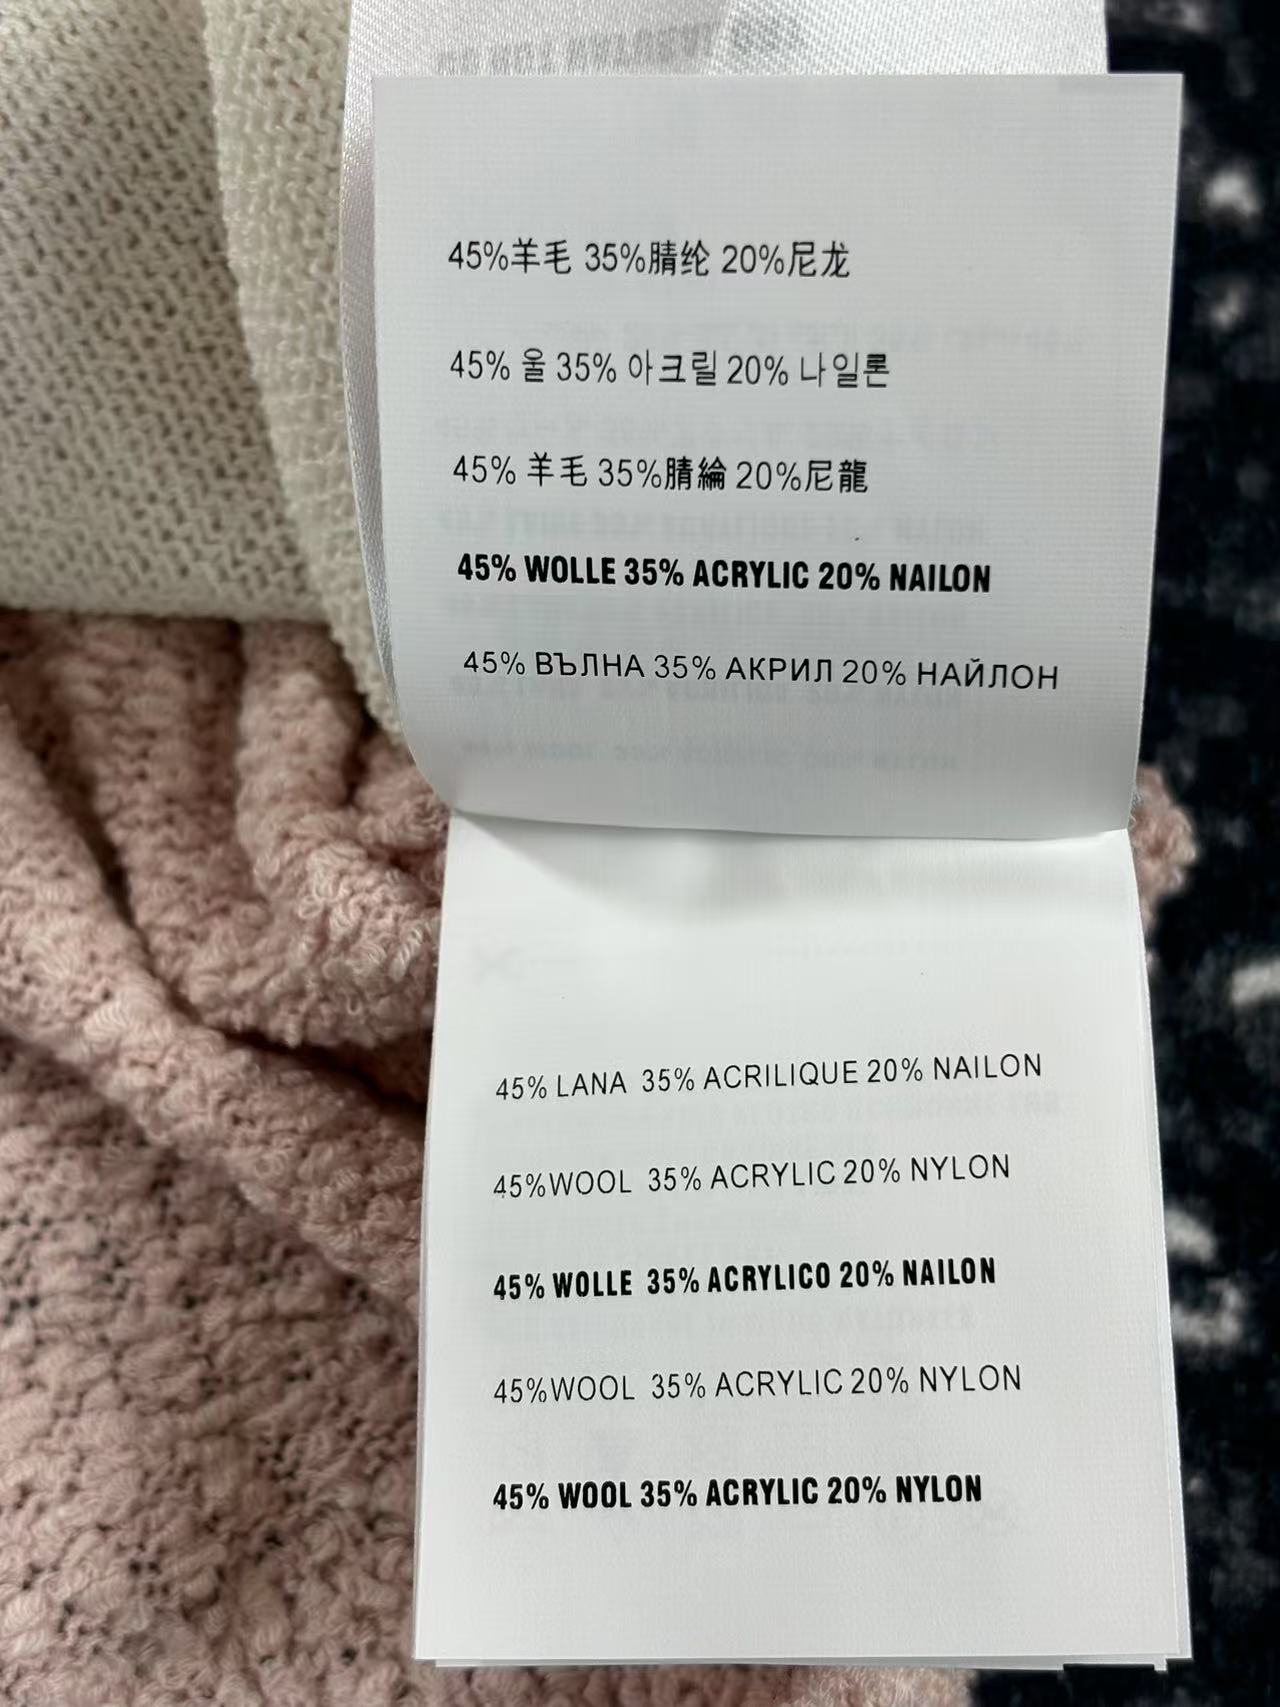 45%羊毛 35%腈纶 20%尼龙
45% 울 35% 아크릴 20% 나일론
45% 羊毛 35%腈綸 20%尼龍
45% WOLLE 35% ACRYLIC 20% NAILON
45% ВЪЛНА 35% АКРИЛ 20% НАЙЛОН
45% LANA 35% ACRILIQUE 20% NAILON
45%WOOL 35% ACRYLIC 20% NYLON
45% WOLLE 35% ACRYLICO 20% NAILON
45%WOOL 35% ACRYLIC 20% NYLON
45% WOOL 35% ACRYLIC 20% NYLON